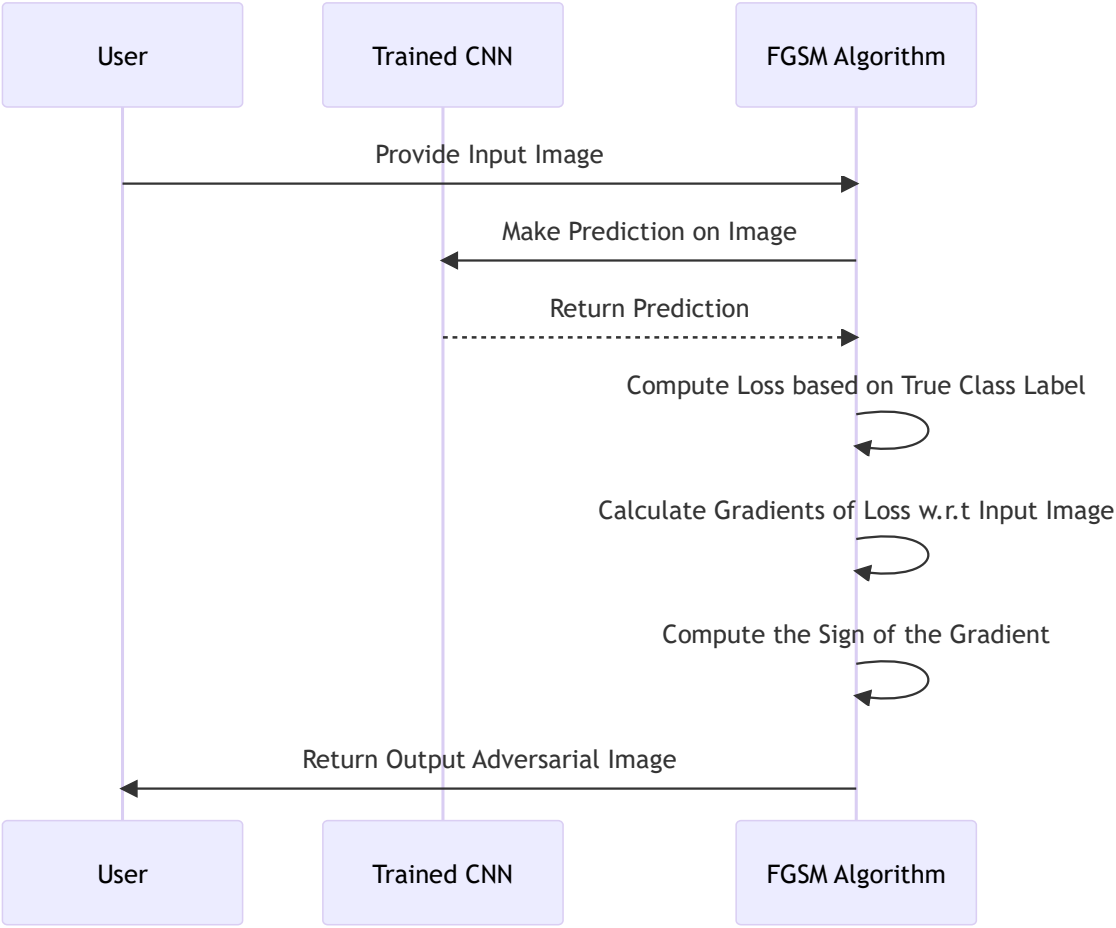 User
Trained CNN
FGSM Algorithm
Provide Input Image
Make Prediction on Image
Return Prediction
Compute Loss based on True Class Label
Calculate Gradients of Loss w.r.t Input Image
Compute the Sign of the Gradient
Return Output Adversarial Image
User
Trained CNN
FGSM Algorithm